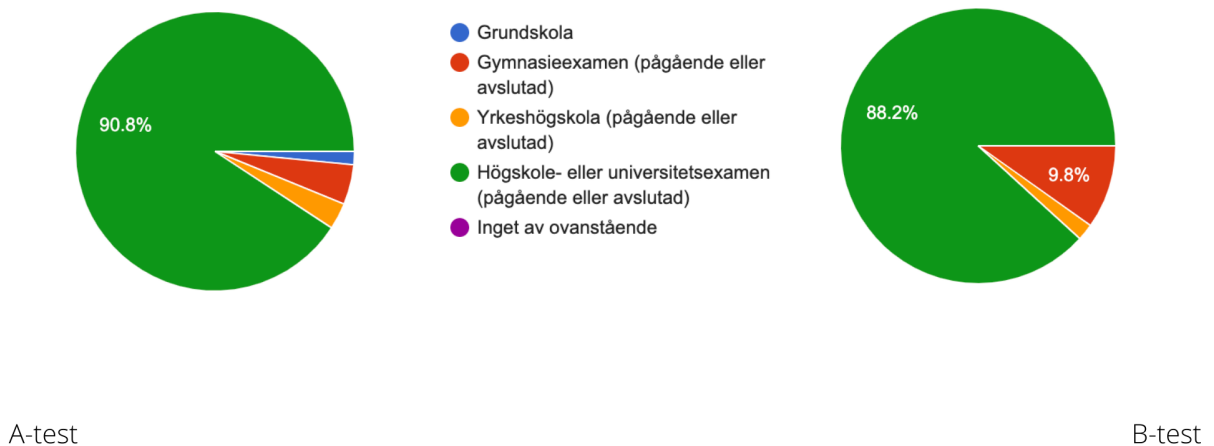 90.8%
Grundskola
Gymnasieexamen (pågående eller
avslutad)
Yrkeshögskola (pågående eller
avslutad)
Högskole- eller universitetsexamen
(pågående eller avslutad)
Inget av ovanstående
88.2%
9.8%
A-test
B-test